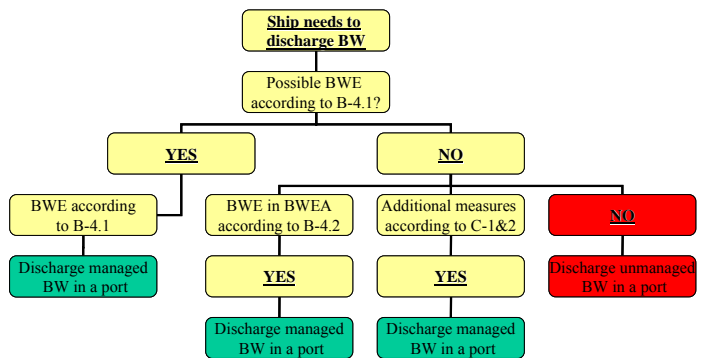 Ship needs to
discharge BW
Possible BWE
according to B-4.1?
YES
NO
BWE according
to B-4.1
BWE in BWEA
according to B-4.2
Additional measures
according to C-1&2
NO
Discharge managed
BW in a port
YES
YES
Discharge unmanaged
BW in a port
Discharge managed
BW in a port
Discharge managed
BW in a port